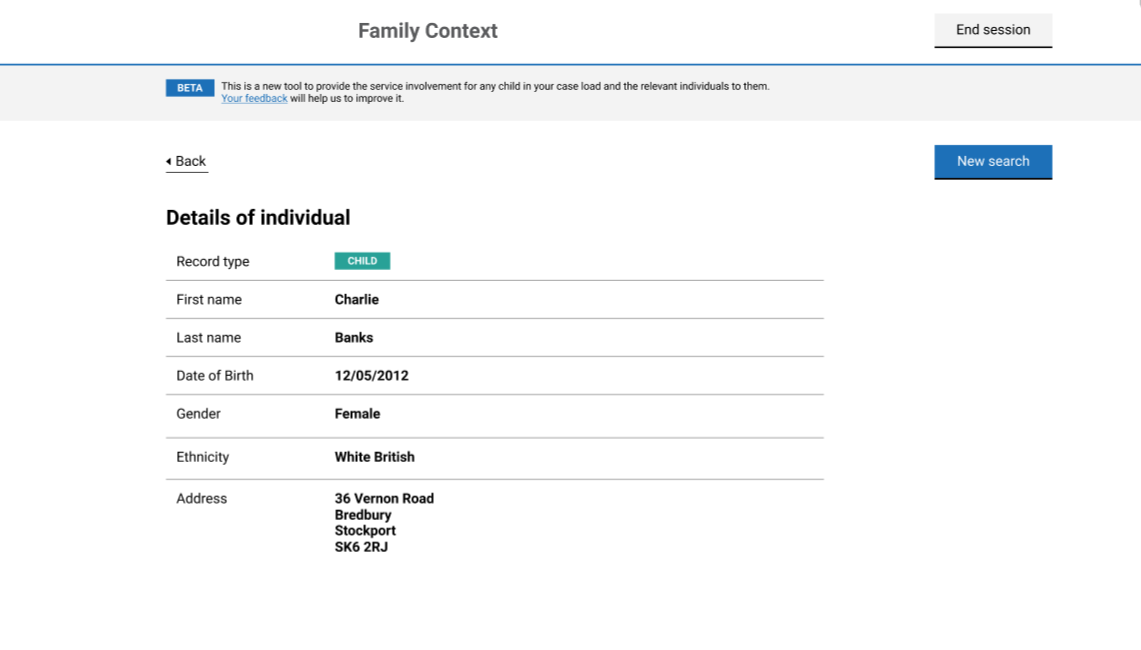 Family Context
End session
BETA
This is a new tool to provide the service involvement for any child in your case load and the relevant individuals to them.
Your feedback will help us to improve it.
Back
New search
Details of individual
Record type CHILD
First name Charlie
Last name Banks
Date of Birth 12/05/2012
Gender Female
Ethnicity White British
Address 36 Vernon Road
Bredbury
Stockport
SK6 2RJ